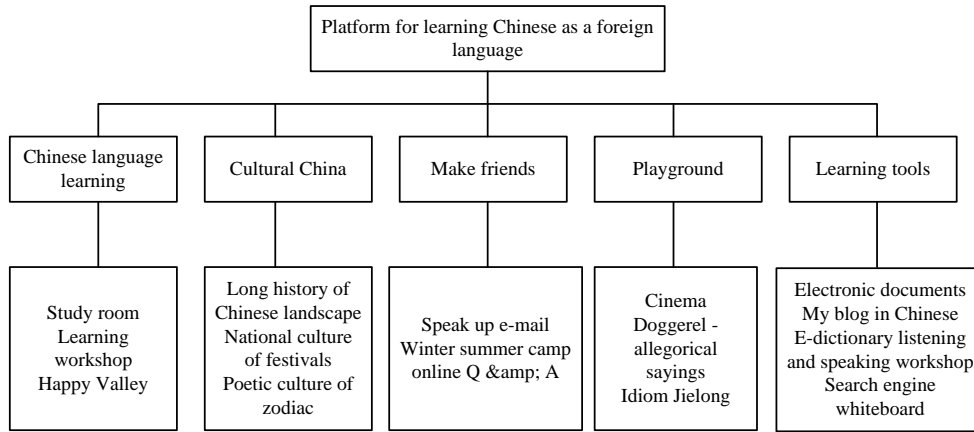 Platform for learning Chinese as a foreign
language
Chinese language
learning
Cultural China
Make friends
Playground
Learning tools
Study room
Learning
workshop
Happy Valley
Long history of
Chinese landscape
National culture
of festivals
Poetic culture of
zodiac
Speak up e-mail
Winter summer camp
online Q &amp; A
Cinema
Doggerel -
allegorical
sayings
Idiom Jielong
Electronic documents
My blog in Chinese
E-dictionary listening
and speaking workshop
Search engine
whiteboard